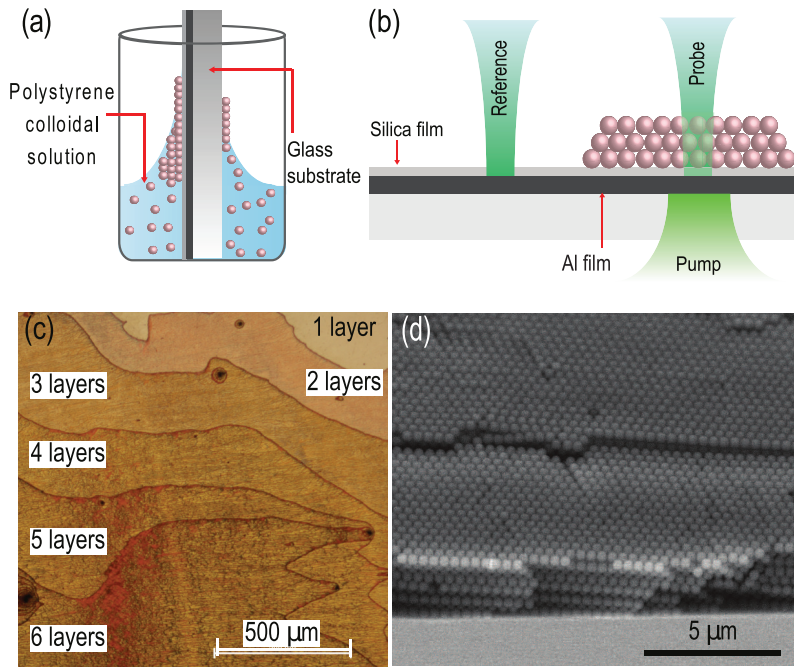 (a)
Polystyrene
colloidal
solution
Glass
substrate
(b)
Reference
Probe
Silica film
Al film
Pump
(c)
1 layer
2 layers
3 layers
4 layers
5 layers
6 layers
500 µm
(d)
5 µm